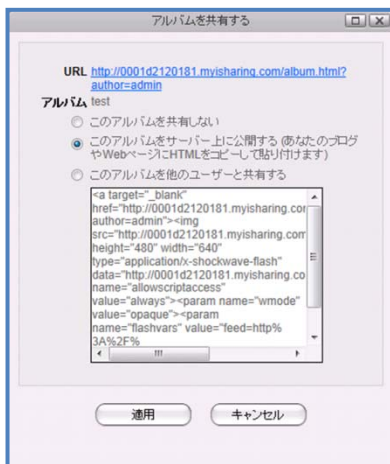 アルバムを共有する
URL http://0001d2120181.myisharing.com/album.html?
author=admin
アルバム test
このアルバムを共有しない
このアルバムをサーバー上に公開する (あなたのブログ
やWebページにHTMLをコピーして貼り付けます)
このアルバムを他のユーザーと共有する
<a target="_blank"
href="http://0001d2120181.myisharing.cor
author=admin"><img
src="http://0001d2120181.myisharing.com
height="480" width="640"
type="application/x-shockwave-flash"
data="http://0001d2120181.myisharing.co
name="allowscriptaccess"
value="always"><param name="wmode"
value="opaque"><param
name="flashvars" value="feed=http%
3A%2F%
適用 キャンセル